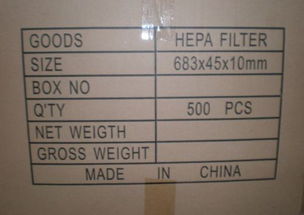 GOODS HEPA FILTER
SIZE 683x45x10mm
BOX NO
Q'TY 500 PCS
NET WEIGTH
GROSS WEIGHT
MADE IN CHINA